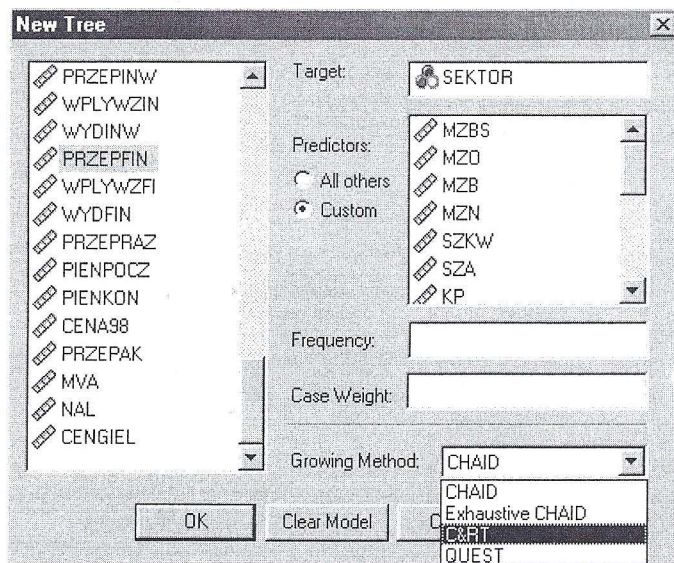 New Tree
PRZEPINW
WPLYWZIN
WYDINW
PRZEPFIN
WPLYWZFI
WYDFIN
PRZEPRAZ
PIENPOCZ
PIENKON
CENA98
PRZEPAK
MVA
NAL
CENGIEL
Target:
SEKTOR
Predictors:
All others
Custom
MZBS
MZO
MZB
MZN
SZKW
SZA
KP
Frequency:
Case Weight:
Growing Method:
CHAID
CHAID
Exhaustive CHAID
C&RT
QUEST
OK
Clear Model
C